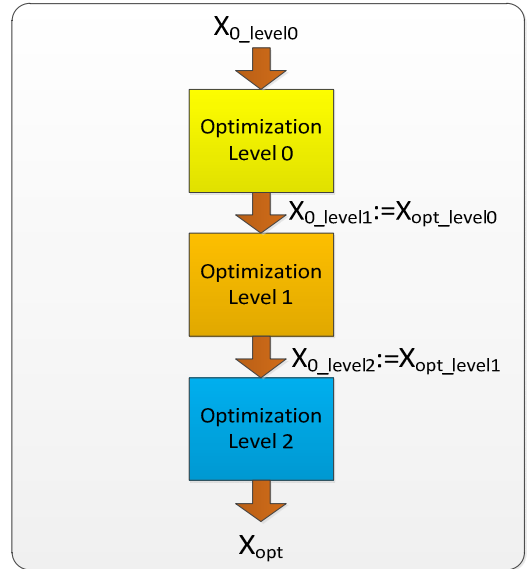 X0_level0
Optimization
Level 0
X0_level1:=Xopt_level0
Optimization
Level 1
X0_level2:=Xopt_level1
Optimization
Level 2
Xopt